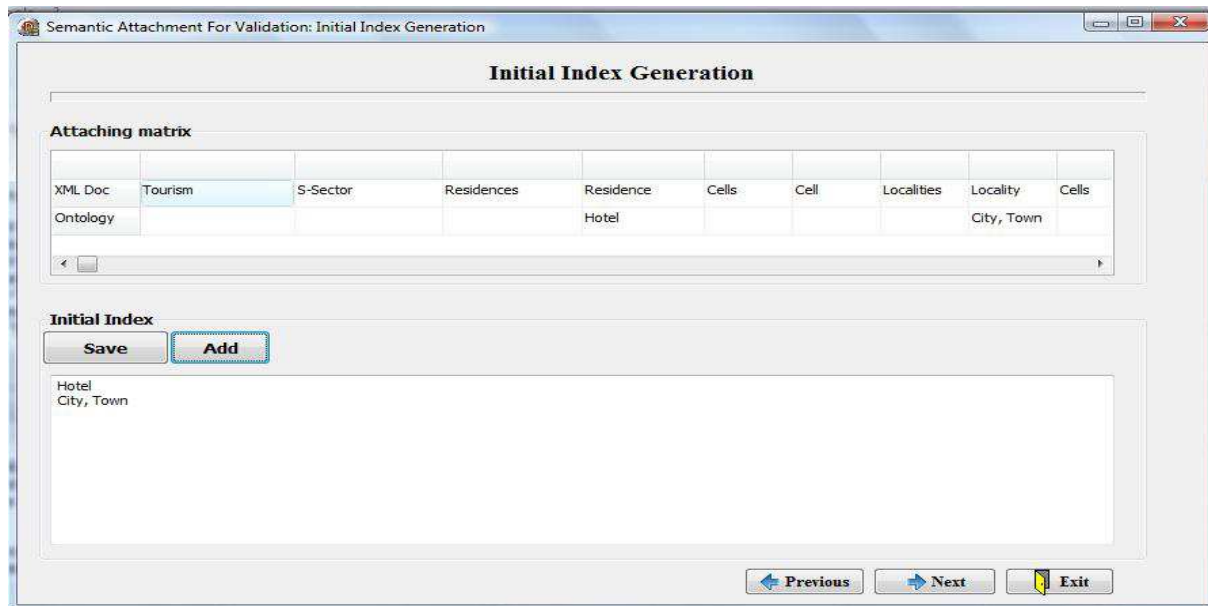 Semantic Attachment For Validation: Initial Index Generation
Initial Index Generation
Attaching matrix
XML Doc Tourism S-Sector Residences Residence Cells Cell Localities Locality Cells
Ontology Hotel City, Town
Initial Index
Save Add
Hotel
City, Town
Previous Next Exit